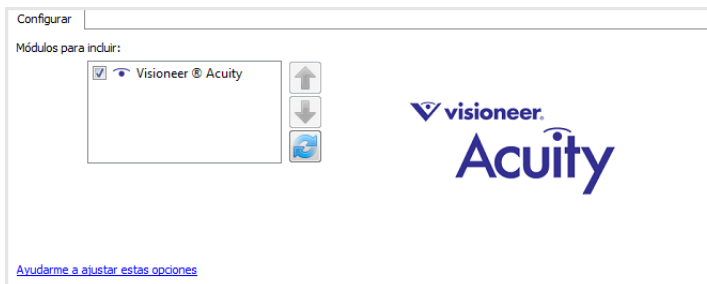 Configurar
Módulos para incluir:
Visioneer ® Acuity
visioneer.
Acuity
Ayudarme a ajustar estas opciones